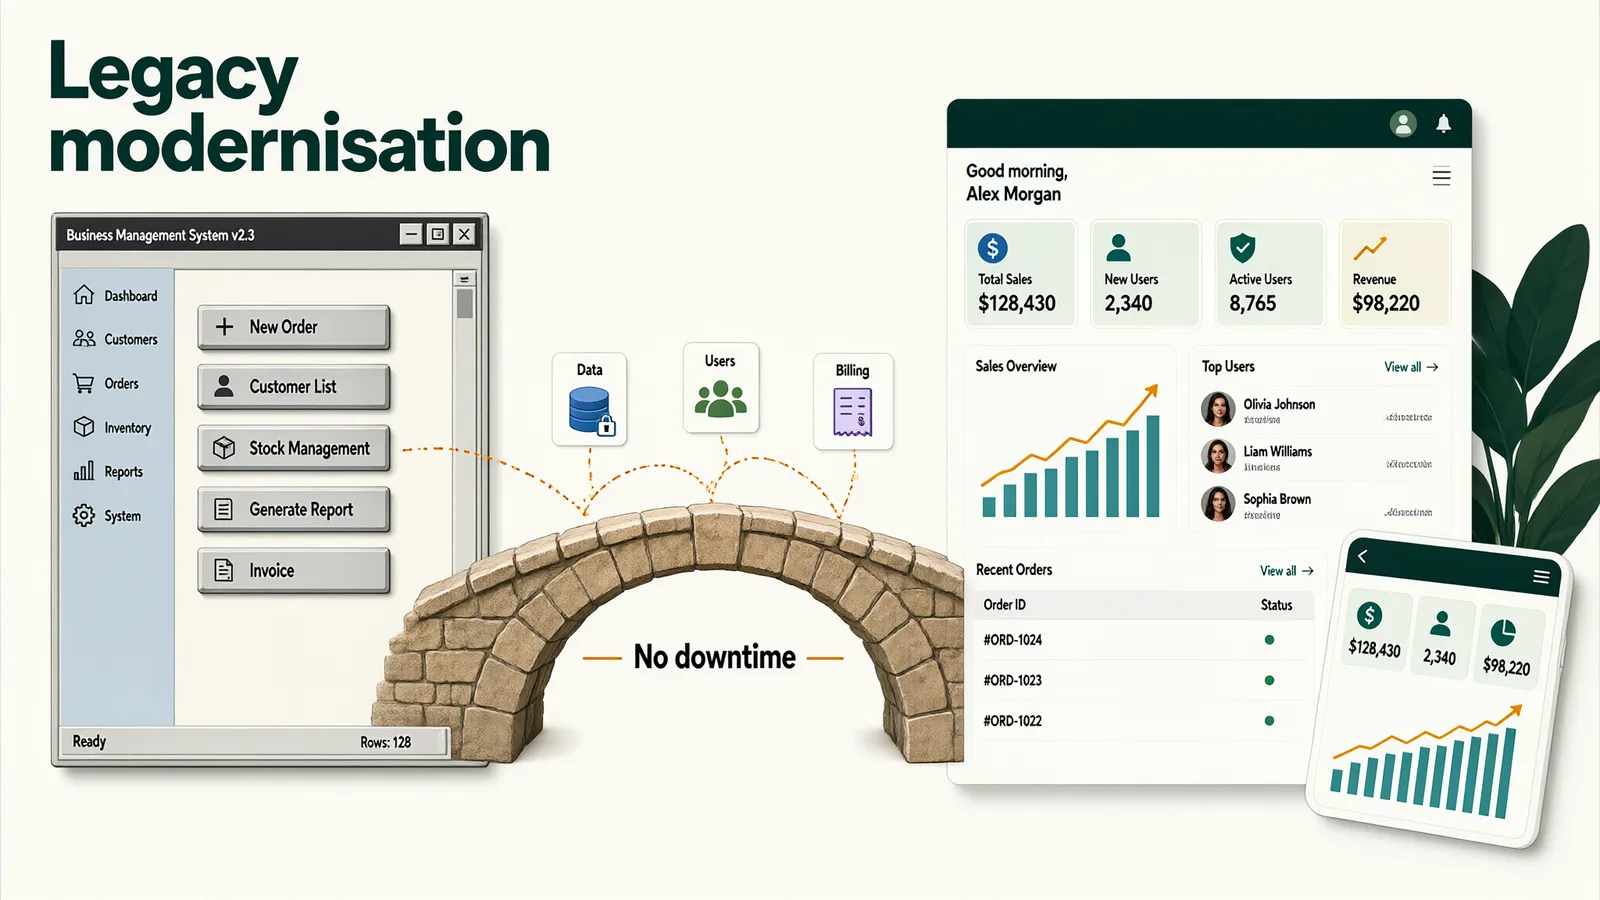 Legacy
modernisation
Business Management System v2.3
Dashboard
Customers
Orders
Inventory
Reports
System
New Order
Customer List
Stock Management
Generate Report
Invoice
Ready
Rows: 128
Data
Users
Billing
No downtime
Good morning,
Alex Morgan
Total Sales
$128,430
New Users
2,340
Active Users
8,765
Revenue
$98,220
Sales Overview
Top Users
View all
Olivia Johnson
Liam Williams
Sophia Brown
Recent Orders
View all
Order ID
Status
#ORD-1024
#ORD-1023
#ORD-1022
$128,430
2,340
$98,220